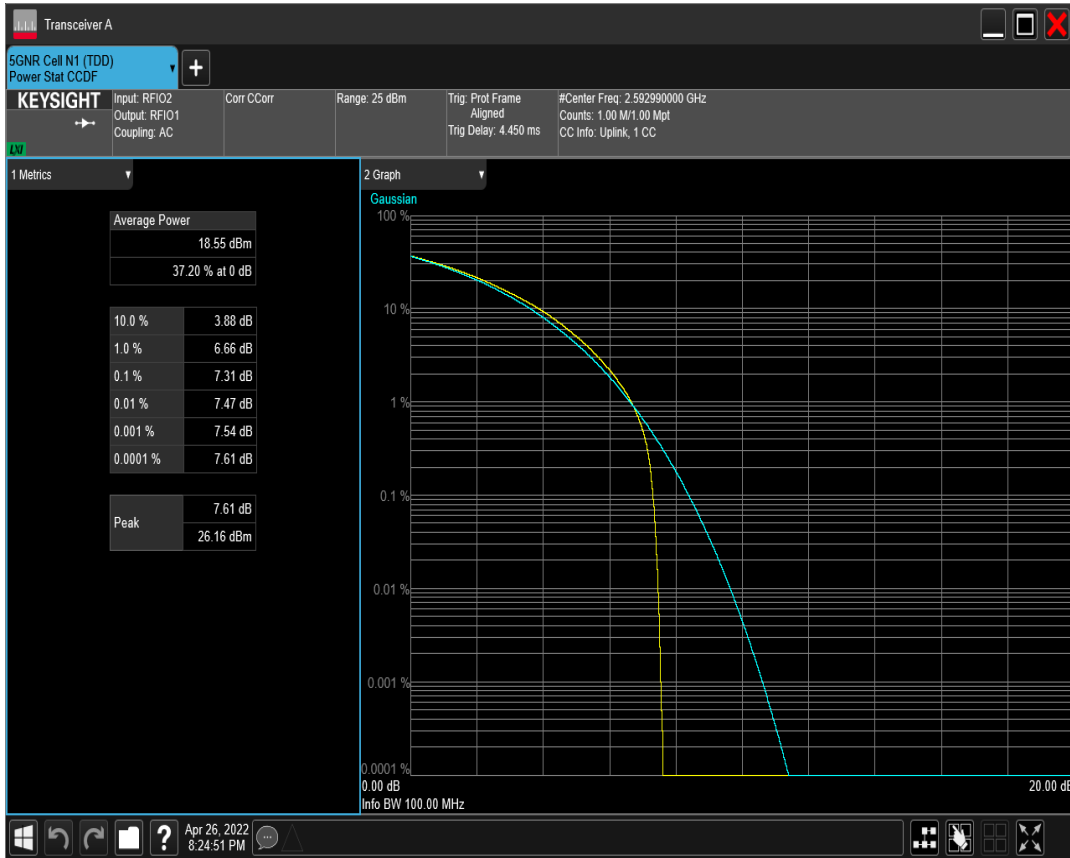 Transceiver A
5GNR Cell N1 (TDD)
Power Stat CCDF
KEYSIGHT
LXI
Input: RFIO2
Output: RFIO1
Coupling: AC
Corr CCorr
Range: 25 dBm
Trig: Prot Frame
Aligned
Trig Delay: 4.450 ms
#Center Freq: 2.592990000 GHz
Counts: 1.00 M/1.00 Mpt
CC Info: Uplink, 1 CC
1 Metrics
Average Power
18.55 dBm
37.20 % at 0 dB
10.0 % 3.88 dB
1.0 % 6.66 dB
0.1 % 7.31 dB
0.01 % 7.47 dB
0.001 % 7.54 dB
0.0001 % 7.61 dB
Peak
7.61 dB
26.16 dBm
2 Graph
Gaussian
100 %
10 %
1 %
0.1 %
0.01 %
0.001 %
0.0001 %
0.00 dB 20.00 dB
Info BW 100.00 MHz
Apr 26, 2022
8:24:51 PM